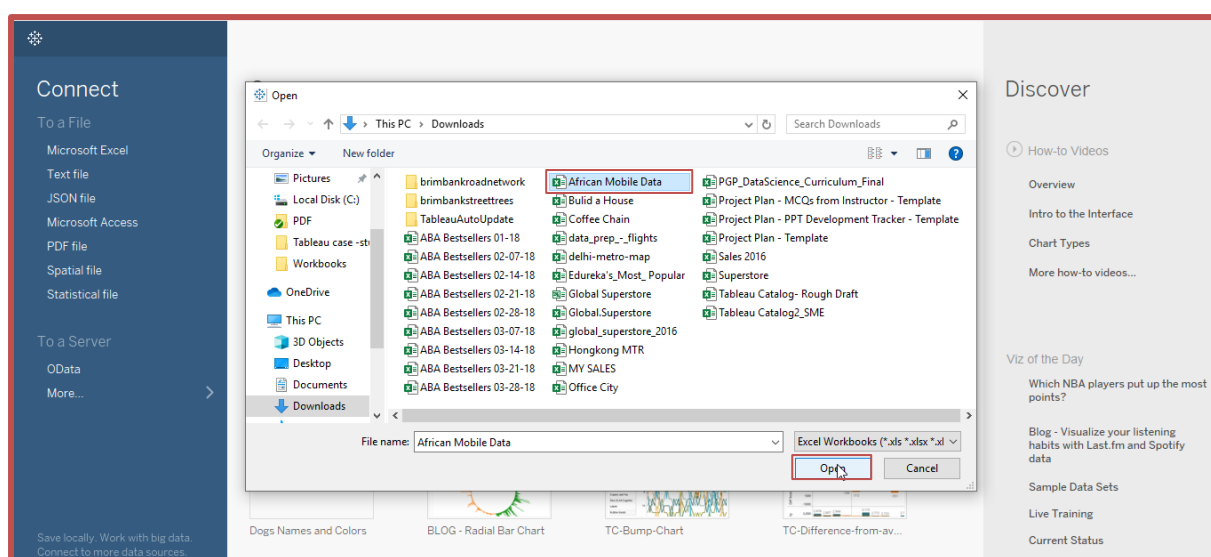 Connect
To a File
Microsoft Excel
Text file
JSON file
Microsoft Access
PDF file
Spatial file
Statistical file
To a Server
OData
More...
Save locally. Work with big data.
Connect to more data sources.
Open
This PC > Downloads
Search Downloads
Organize
New folder
Pictures
Local Disk (C:)
PDF
Tableau case -stu
Workbooks
OneDrive
This PC
3D Objects
Desktop
Documents
Downloads
brimbankroadnetwork
brimbankstreettrees
TableauAutoUpdate
ABA Bestsellers 01-18
ABA Bestsellers 02-07-18
ABA Bestsellers 02-14-18
ABA Bestsellers 02-21-18
ABA Bestsellers 02-28-18
ABA Bestsellers 03-07-18
ABA Bestsellers 03-14-18
ABA Bestsellers 03-21-18
ABA Bestsellers 03-28-18
African Mobile Data
Bulid a House
Coffee Chain
data_prep_-_flights
delhi-metro-map
Edureka's_Most_ Popular
Global Superstore
Global.Superstore
global_superstore_2016
Hongkong MTR
MY SALES
Office City
PGP_DataScience_Curriculum_Final
Project Plan - MCQs from Instructor - Template
Project Plan - PPT Development Tracker - Template
Project Plan - Template
Sales 2016
Superstore
Tableau Catalog- Rough Draft
Tableau Catalog2_SME
File name: African Mobile Data
Excel Workbooks (*.xls *.xlsx *.xl
Open
Cancel
Dogs Names and Colors
BLOG - Radial Bar Chart
TC-Bump-Chart
TC-Difference-from-av...
Discover
How-to Videos
Overview
Intro to the Interface
Chart Types
More how-to videos...
Viz of the Day
Which NBA players put up the most
points?
Blog - Visualize your listening
habits with Last.fm and Spotify
data
Sample Data Sets
Live Training
Current Status